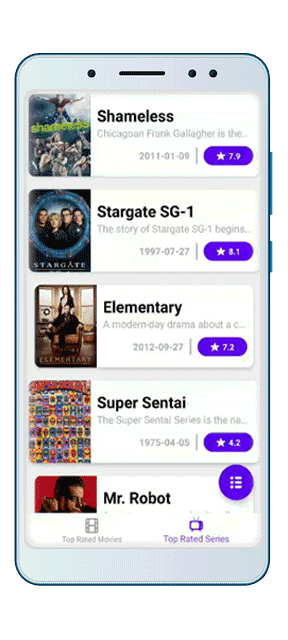 Shameless
Chicagoan Frank Gallagher is the...
2011-01-09
7.9
shameless
Stargate SG-1
The story of Stargate SG-1 begins...
1997-07-27
8.1
STARGATE
Elementary
A modern-day drama about a c...
2012-09-27
7.2
ELEMENTARY
Super Sentai
The Super Sentai Series is the na...
1975-04-05
4.2
Mr. Robot
Top Rated Movies
Top Rated Series